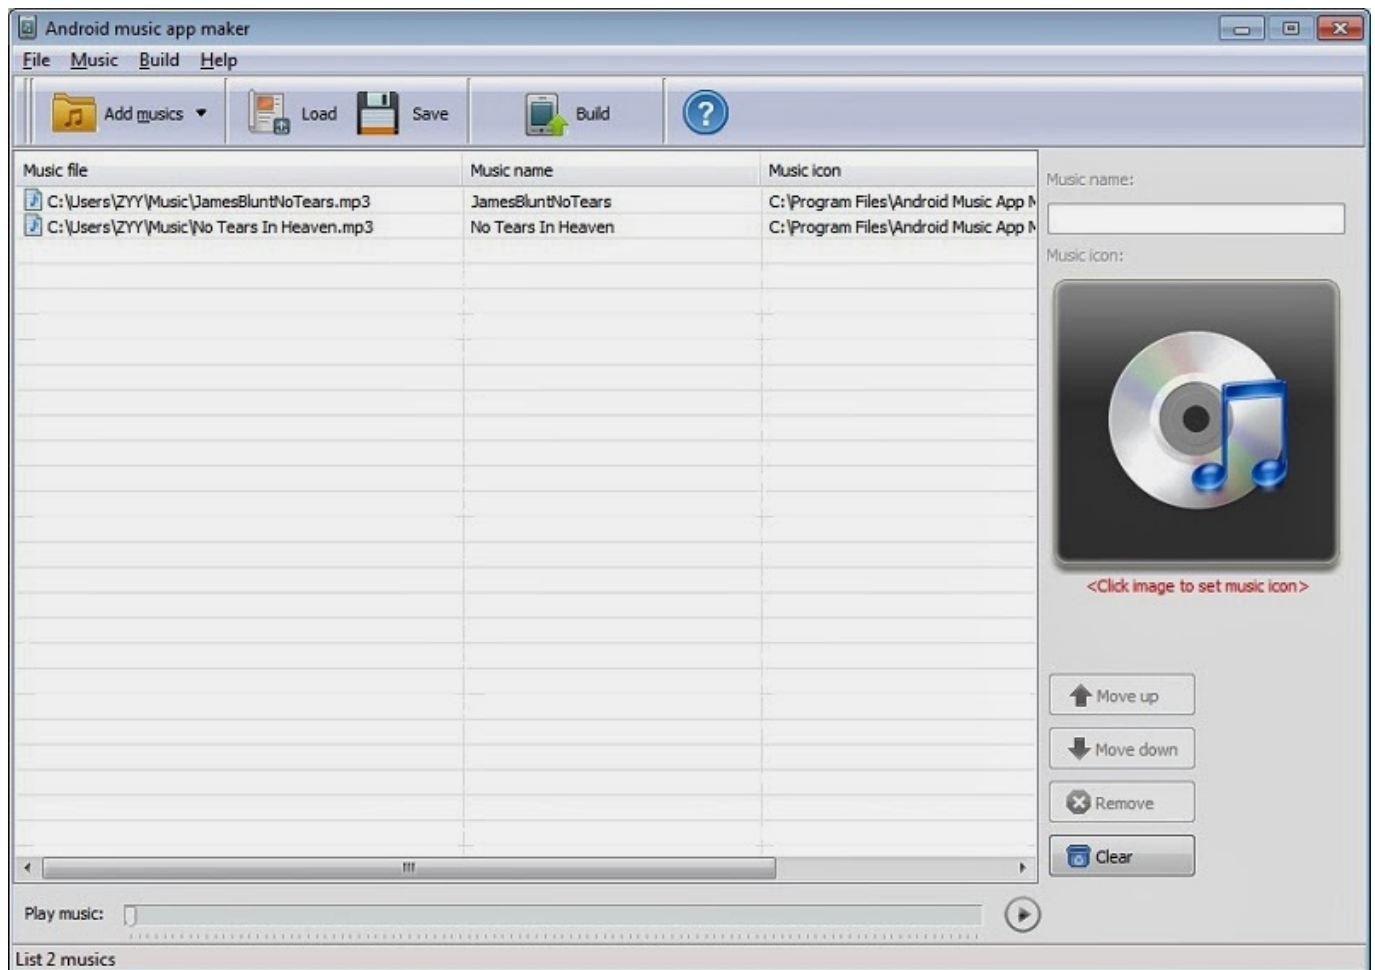 Android music app maker
File Music Build Help
Add musics Load Save Build ?
Music file Music name Music icon
C:\Users\ZYY\Music\JamesBluntNoTears.mp3 JamesBluntNoTears C:\Program Files\Android Music App M
C:\Users\ZYY\Music\No Tears In Heaven.mp3 No Tears In Heaven C:\Program Files\Android Music App M
Music name:
Music icon:
<Click image to set music icon>
Move up
Move down
Remove
Clear
Play music:
List 2 musics